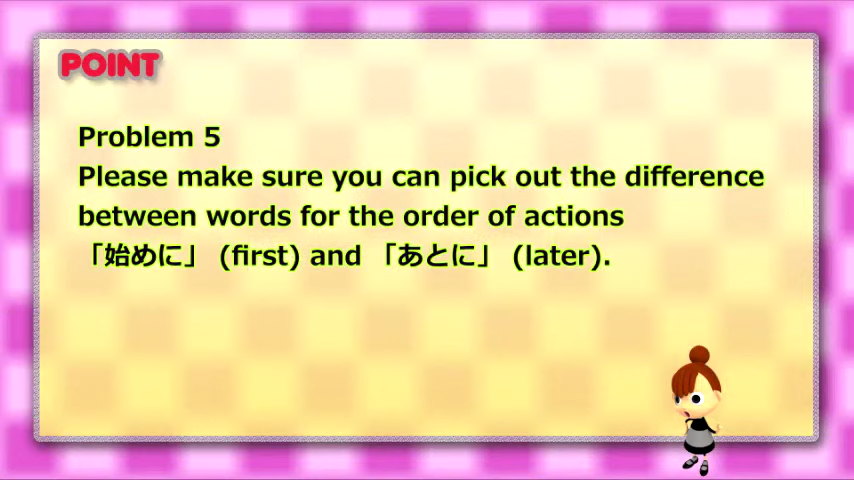 POINT
Problem 5
Please make sure you can pick out the difference
between words for the order of actions
「始めに」 (first) and 「あとに」 (later).